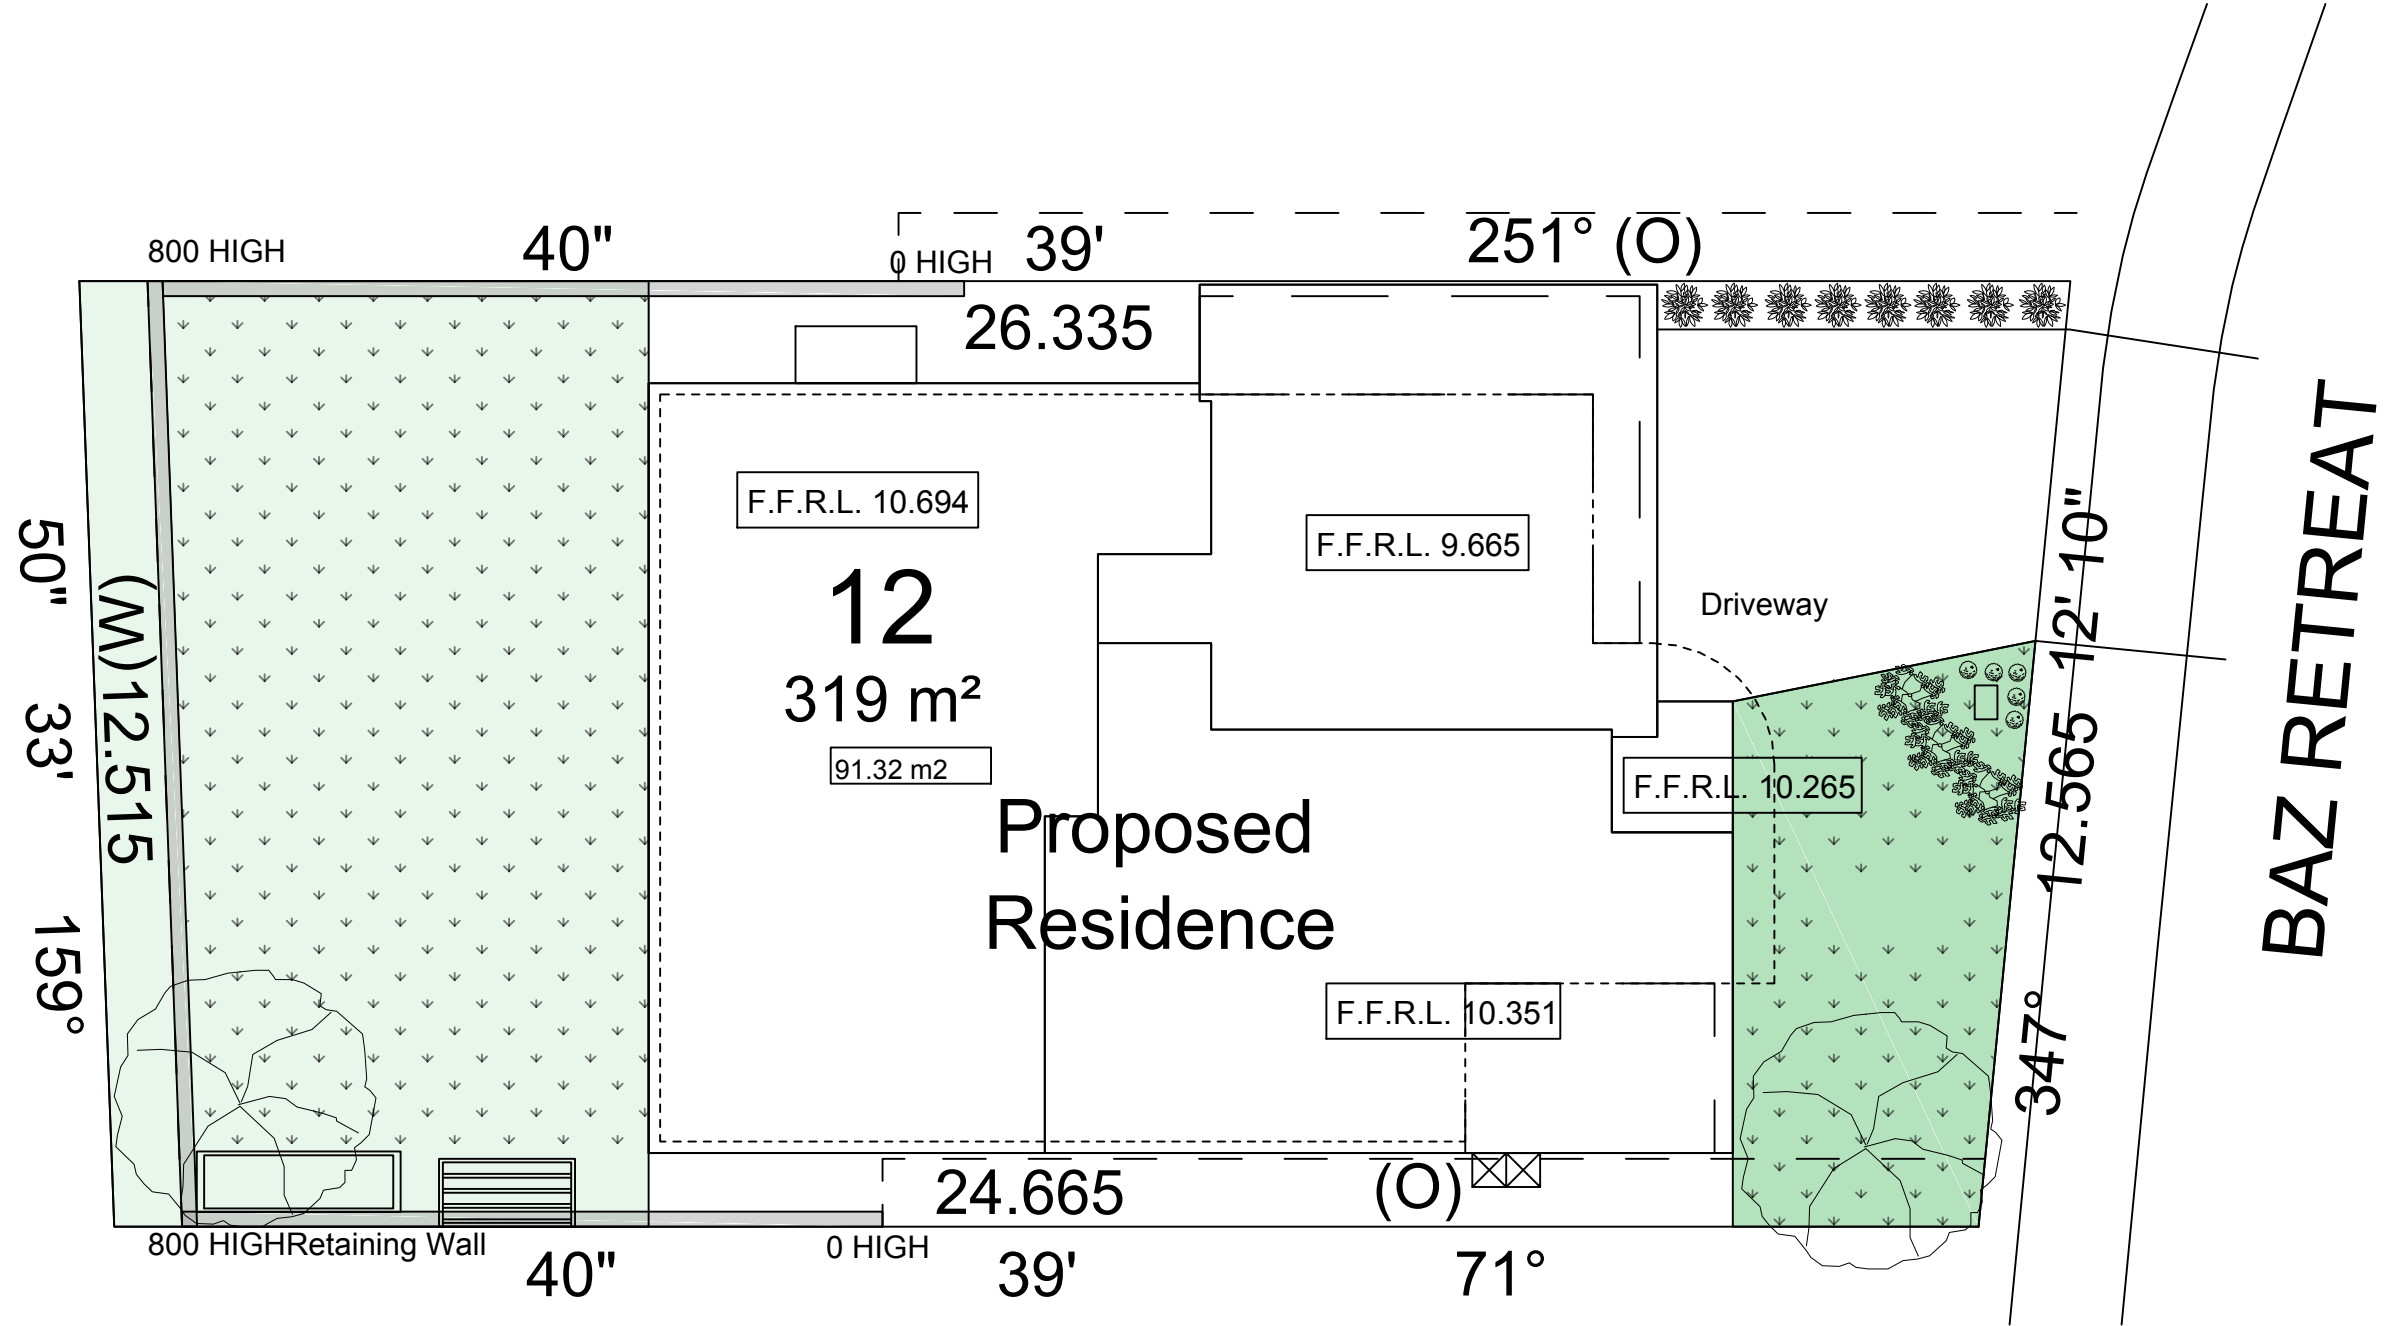 800 HIGH
40"
0 HIGH
39'
251° (O)
26.335
F.F.R.L. 10.694
F.F.R.L. 9.665
12
319 m²
91.32 m2
Driveway
Proposed
Residence
F.F.R.L. 10.265
F.F.R.L. 10.351
159° 33' 50"
(M)12.515
347° 12.565 12' 10"
BAZ RETREAT
24.665
(O)
800 HIGHRetaining Wall
0 HIGH
40"
39'
71°